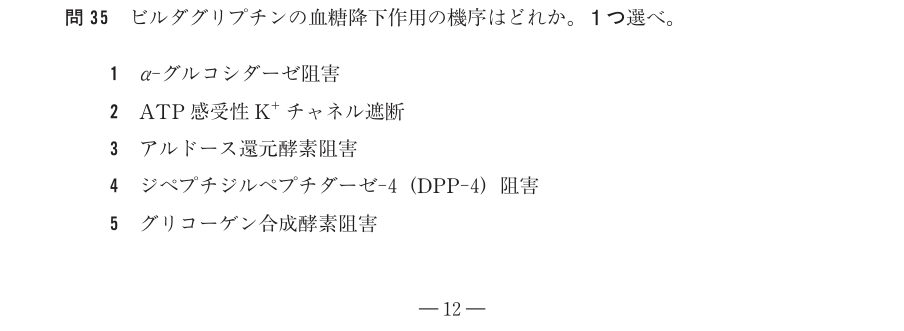 問 35 ビルダグリプチンの血糖降下作用の機序はどれか。1つ選べ。
1 α-グルコシダーゼ阻害
2 ATP 感受性 K⁺ チャネル遮断
3 アルドース還元酵素阻害
4 ジペプチジルペプチダーゼ-4 (DPP-4) 阻害
5 グリコーゲン合成酵素阻害
— 12 —